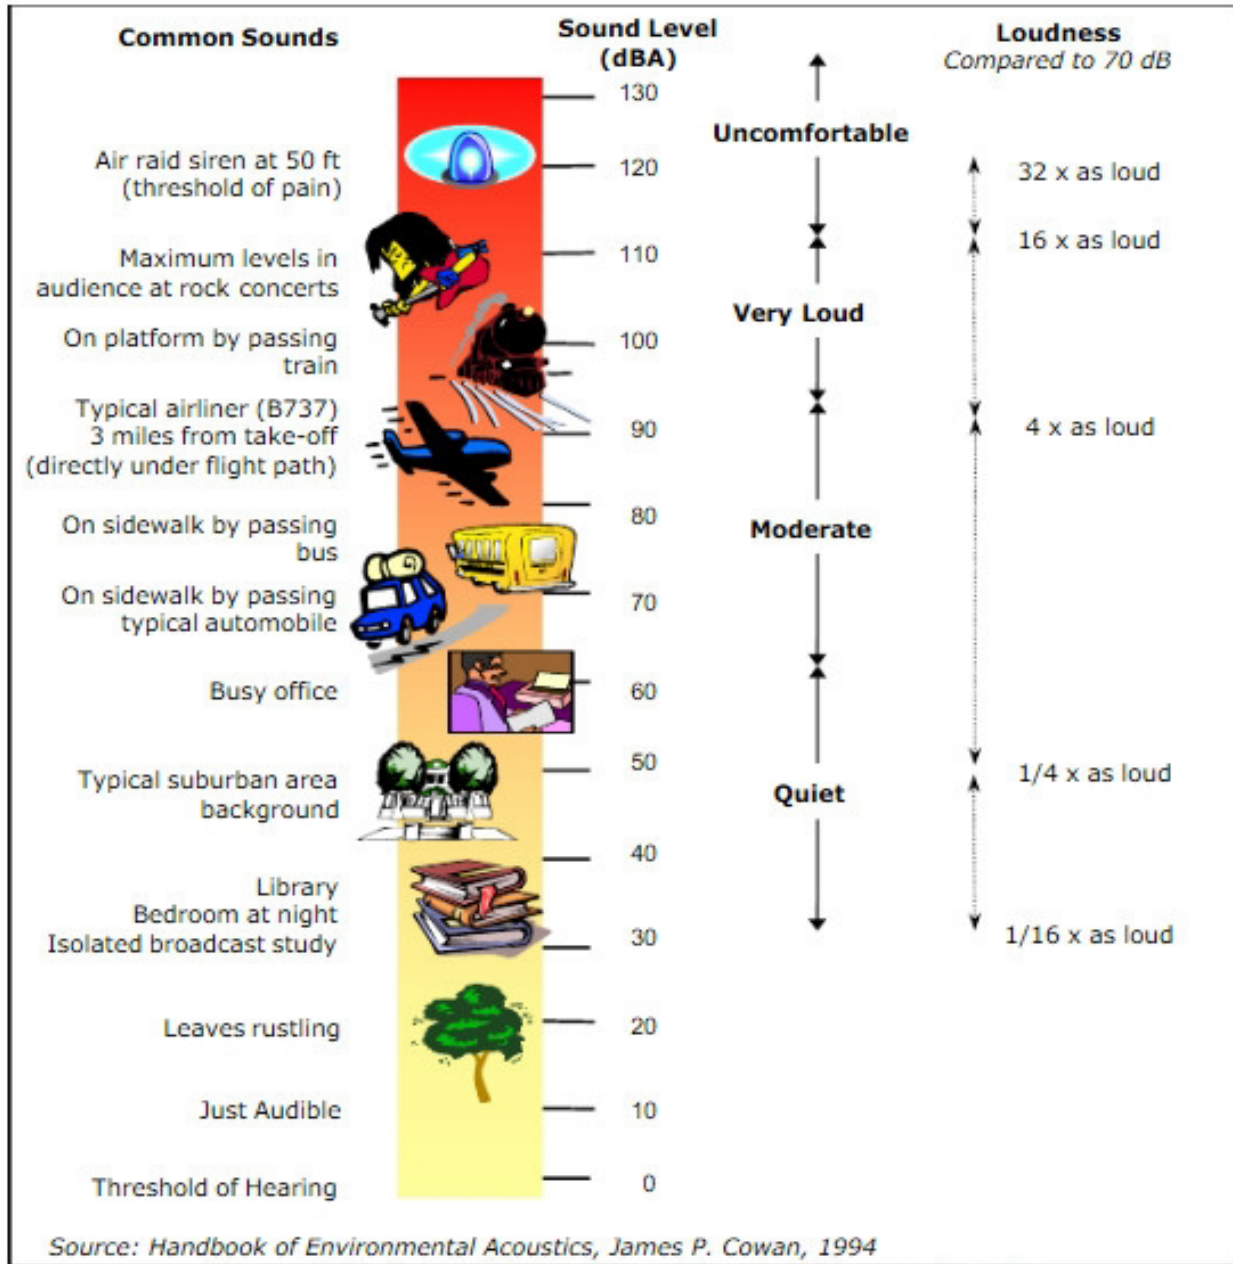 Common Sounds
Sound Level
(dBA)
Loudness
Compared to 70 dB
130
Uncomfortable
Air raid siren at 50 ft
(threshold of pain)
120
32 x as loud
16 x as loud
Maximum levels in
audience at rock concerts
110
Very Loud
On platform by passing
train
100
Typical airliner (B737)
3 miles from take-off
(directly under flight path)
90
4 x as loud
80
On sidewalk by passing
bus
Moderate
On sidewalk by passing
typical automobile
70
Busy office
60
50
Typical suburban area
background
1/4 x as loud
Quiet
40
Library
Bedroom at night
Isolated broadcast study
30
1/16 x as loud
Leaves rustling
20
Just Audible
10
Threshold of Hearing
0
Source: Handbook of Environmental Acoustics, James P. Cowan, 1994